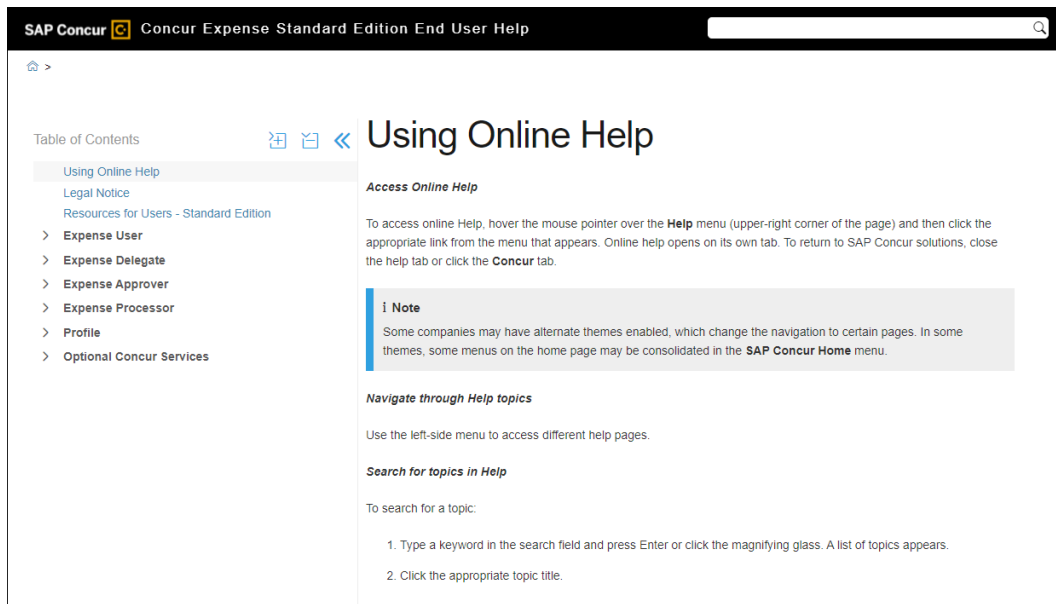 SAP Concur C. Concur Expense Standard Edition End User Help
>
Table of Contents
Using Online Help
Legal Notice
Resources for Users - Standard Edition
> Expense User
> Expense Delegate
> Expense Approver
> Expense Processor
> Profile
> Optional Concur Services
Using Online Help
Access Online Help
To access online Help, hover the mouse pointer over the Help menu (upper-right corner of the page) and then click the
appropriate link from the menu that appears. Online help opens on its own tab. To return to SAP Concur solutions, close
the help tab or click the Concur tab.
i Note
Some companies may have alternate themes enabled, which change the navigation to certain pages. In some
themes, some menus on the home page may be consolidated in the SAP Concur Home menu.
Navigate through Help topics
Use the left-side menu to access different help pages.
Search for topics in Help
To search for a topic:
1. Type a keyword in the search field and press Enter or click the magnifying glass. A list of topics appears.
2. Click the appropriate topic title.